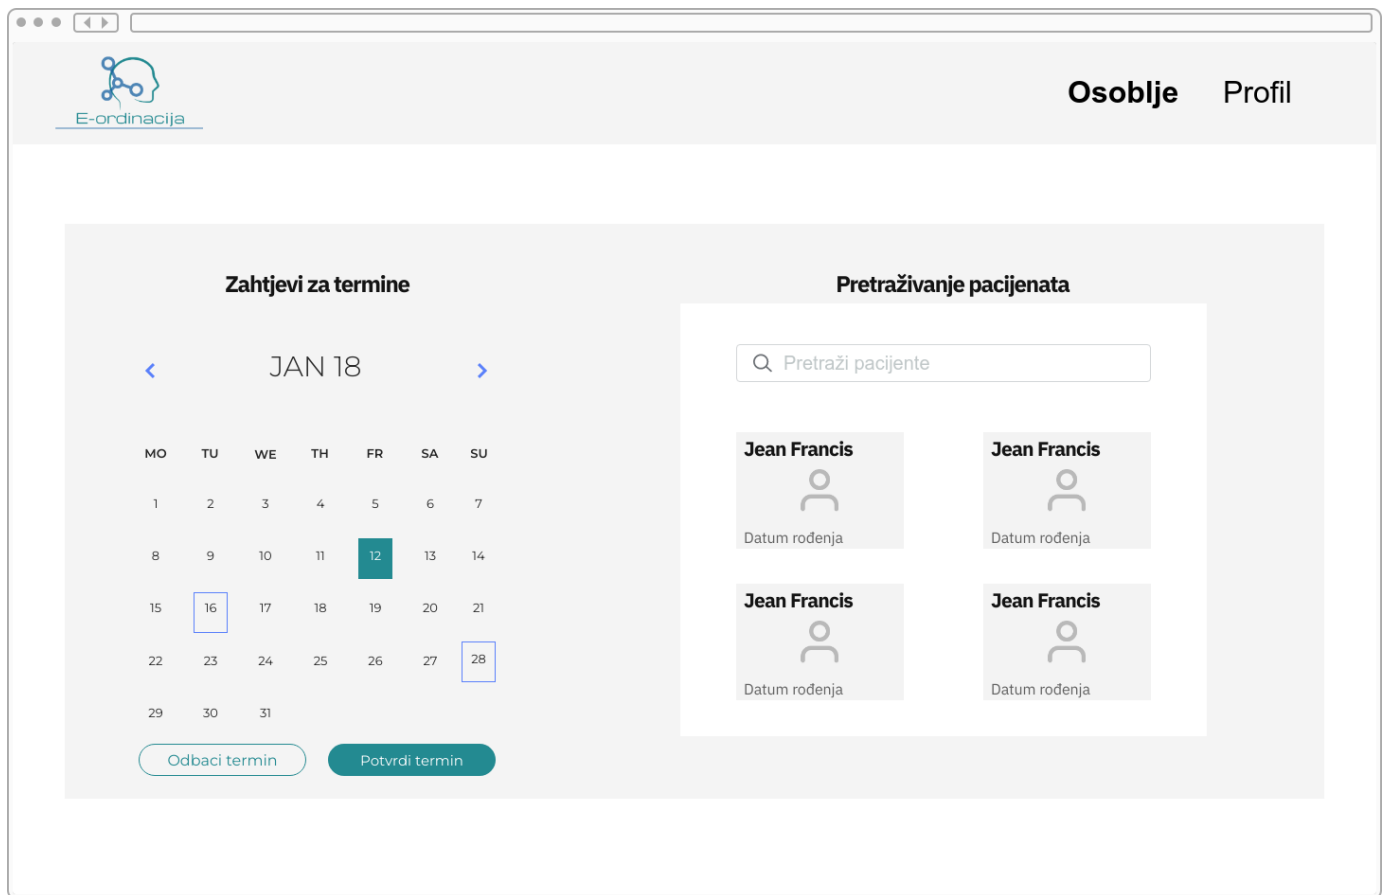 E-ordinacija
Osoblje Profil
Zahtjevi za termine
JAN 18
MO TU WE TH FR SA SU
1 2 3 4 5 6 7
8 9 10 11 12 13 14
15 16 17 18 19 20 21
22 23 24 25 26 27 28
29 30 31
Odbaci termin Potvrdi termin
Pretraživanje pacijenata
Pretraži pacijente
Jean Francis
Datum rođenja
Jean Francis
Datum rođenja
Jean Francis
Datum rođenja
Jean Francis
Datum rođenja